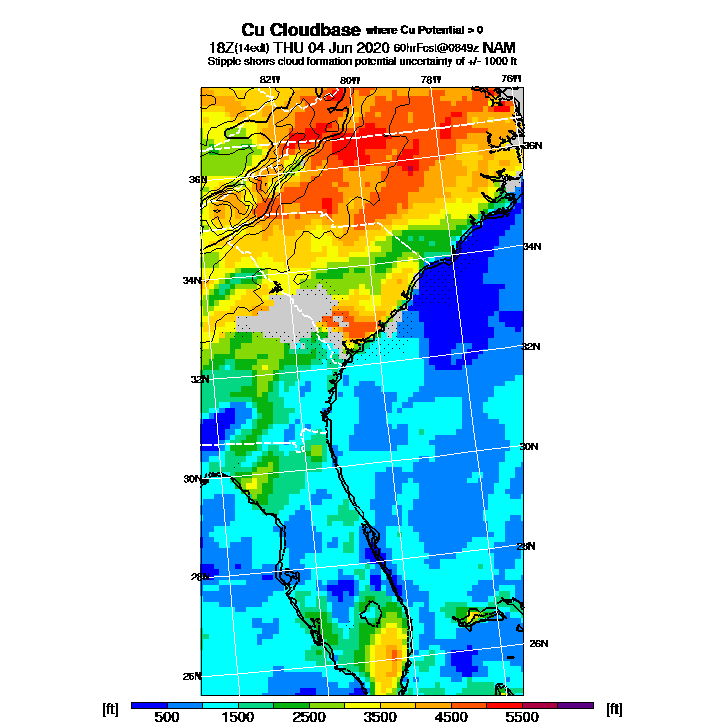 Cu Cloudbase where Cu Potential > 0
18Z(14edt) THU 04 Jun 2020 60hrFcst@0849z NAM
Stipple shows cloud formation potential uncertainty of +/- 1000 ft
82W 80W 78W 76W
36N
36N
34N
34N
32N
32N
30N
30N
28N
28N
26N
26N
[ft] 500 1500 2500 3500 4500 5500 [ft]